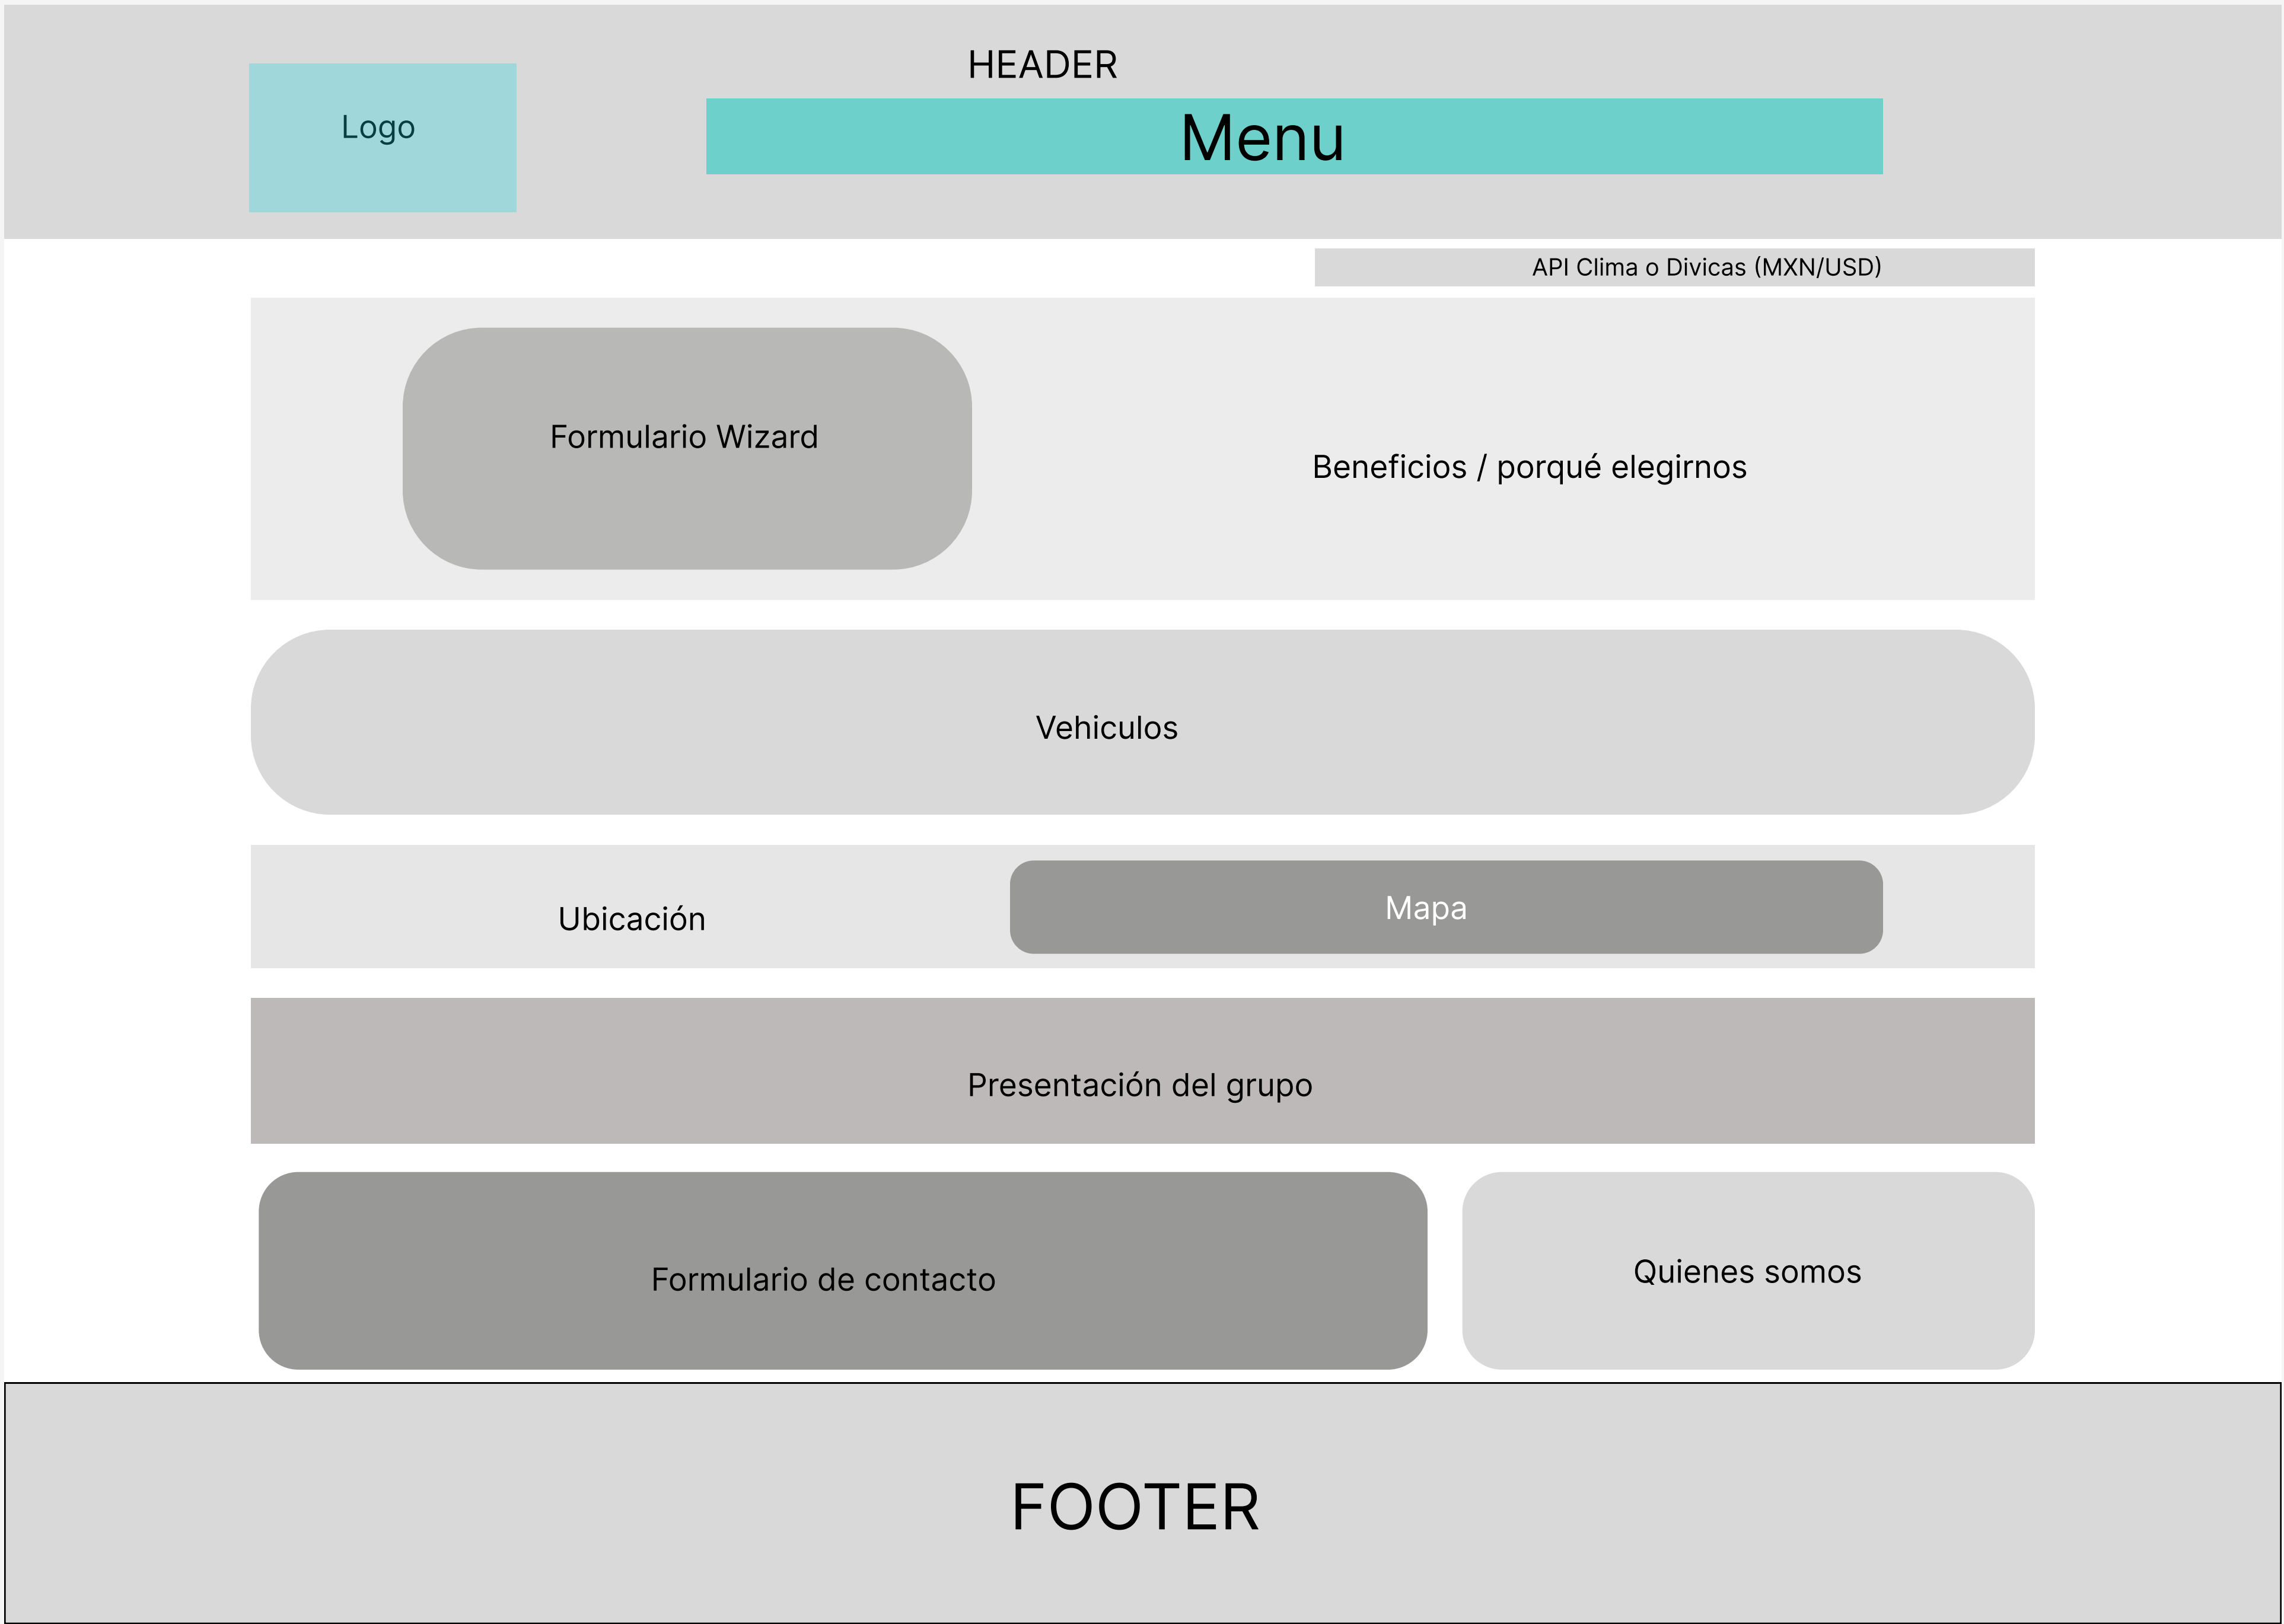 HEADER
Logo
Menu
API Clima o Divicas (MXN/USD)
Formulario Wizard
Beneficios / porqué elegirnos
Vehiculos
Ubicación
Mapa
Presentación del grupo
Formulario de contacto
Quienes somos
FOOTER